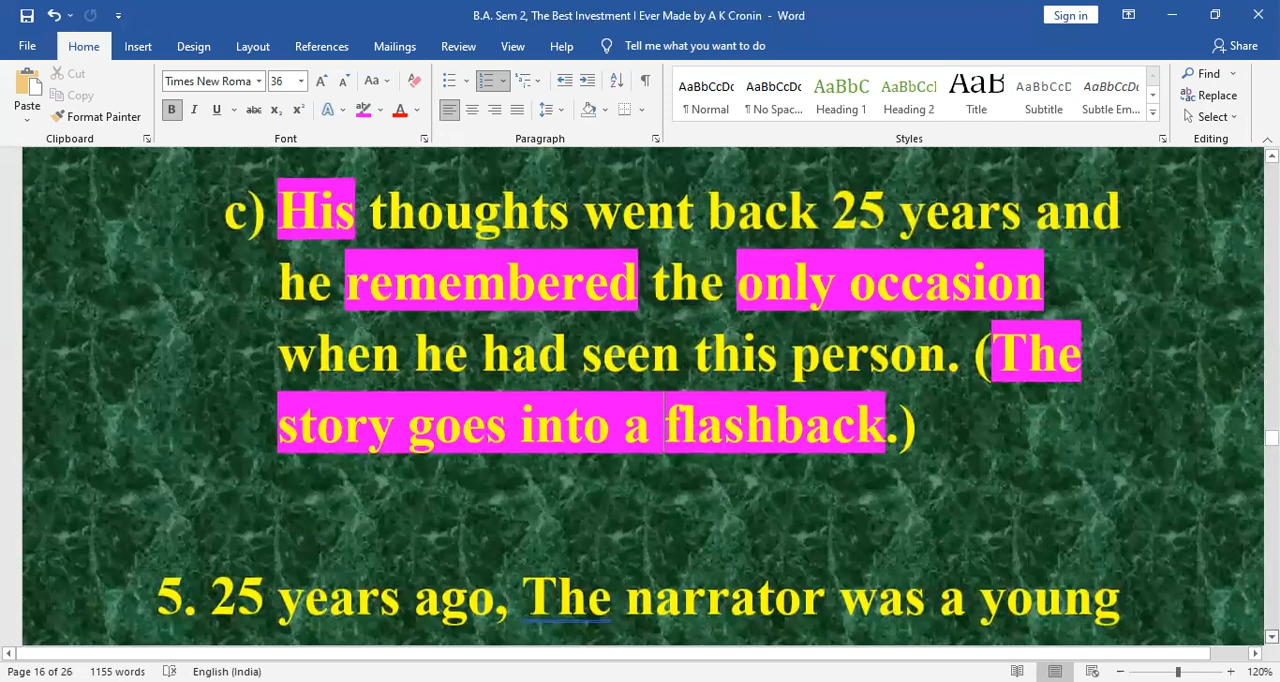 B.A. Sem 2, The Best Investment I Ever Made by A K Cronin - Word
Sign in
File Home Insert Design Layout References Mailings Review View Help Tell me what you want to do Share
Paste
Cut
Copy
Format Painter
Clipboard
Times New Roma 36
Font
Paragraph
AaBbCcDc AaBbCcDc AaBbC AaBbCcl AaB AaBbCcD AaBbCcDt
¶ Normal ¶ No Spac... Heading 1 Heading 2 Title Subtitle Subtle Em...
Styles
Find
Replace
Select
Editing
c) His thoughts went back 25 years and
he remembered the only occasion
when he had seen this person. (The
story goes into a flashback.)
5. 25 years ago, The narrator was a young
Page 16 of 26 1155 words English (India) 120%